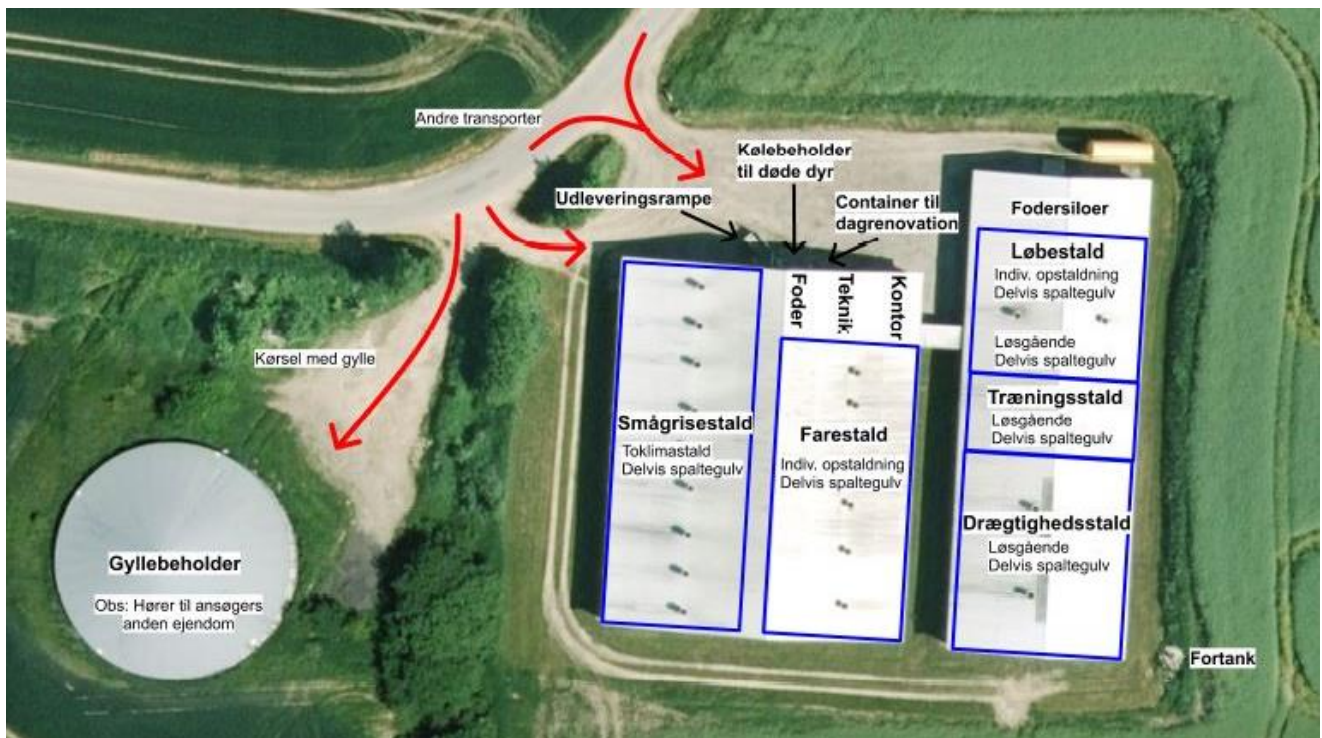 Andre transporter
Kølebeholder
til døde dyr
Udleveringsrampe
Container til
dagrenovation
Fodersiloer
Løbestald
Indiv. opstaldning
Delvis spaltegulv
Løsgående
Delvis spaltegulv
Foder
Teknik
Kontor
Kørsel med gylle
Træningsstald
Løsgående
Delvis spaltegulv
Smågrisestald
Toklimastald
Delvis spaltegulv
Farestald
Indiv. opstaldning
Delvis spaltegulv
Drægtighedsstald
Løsgående
Delvis spaltegulv
Gyllebeholder
Obs: Hører til ansøgers
anden ejendom
Fortank